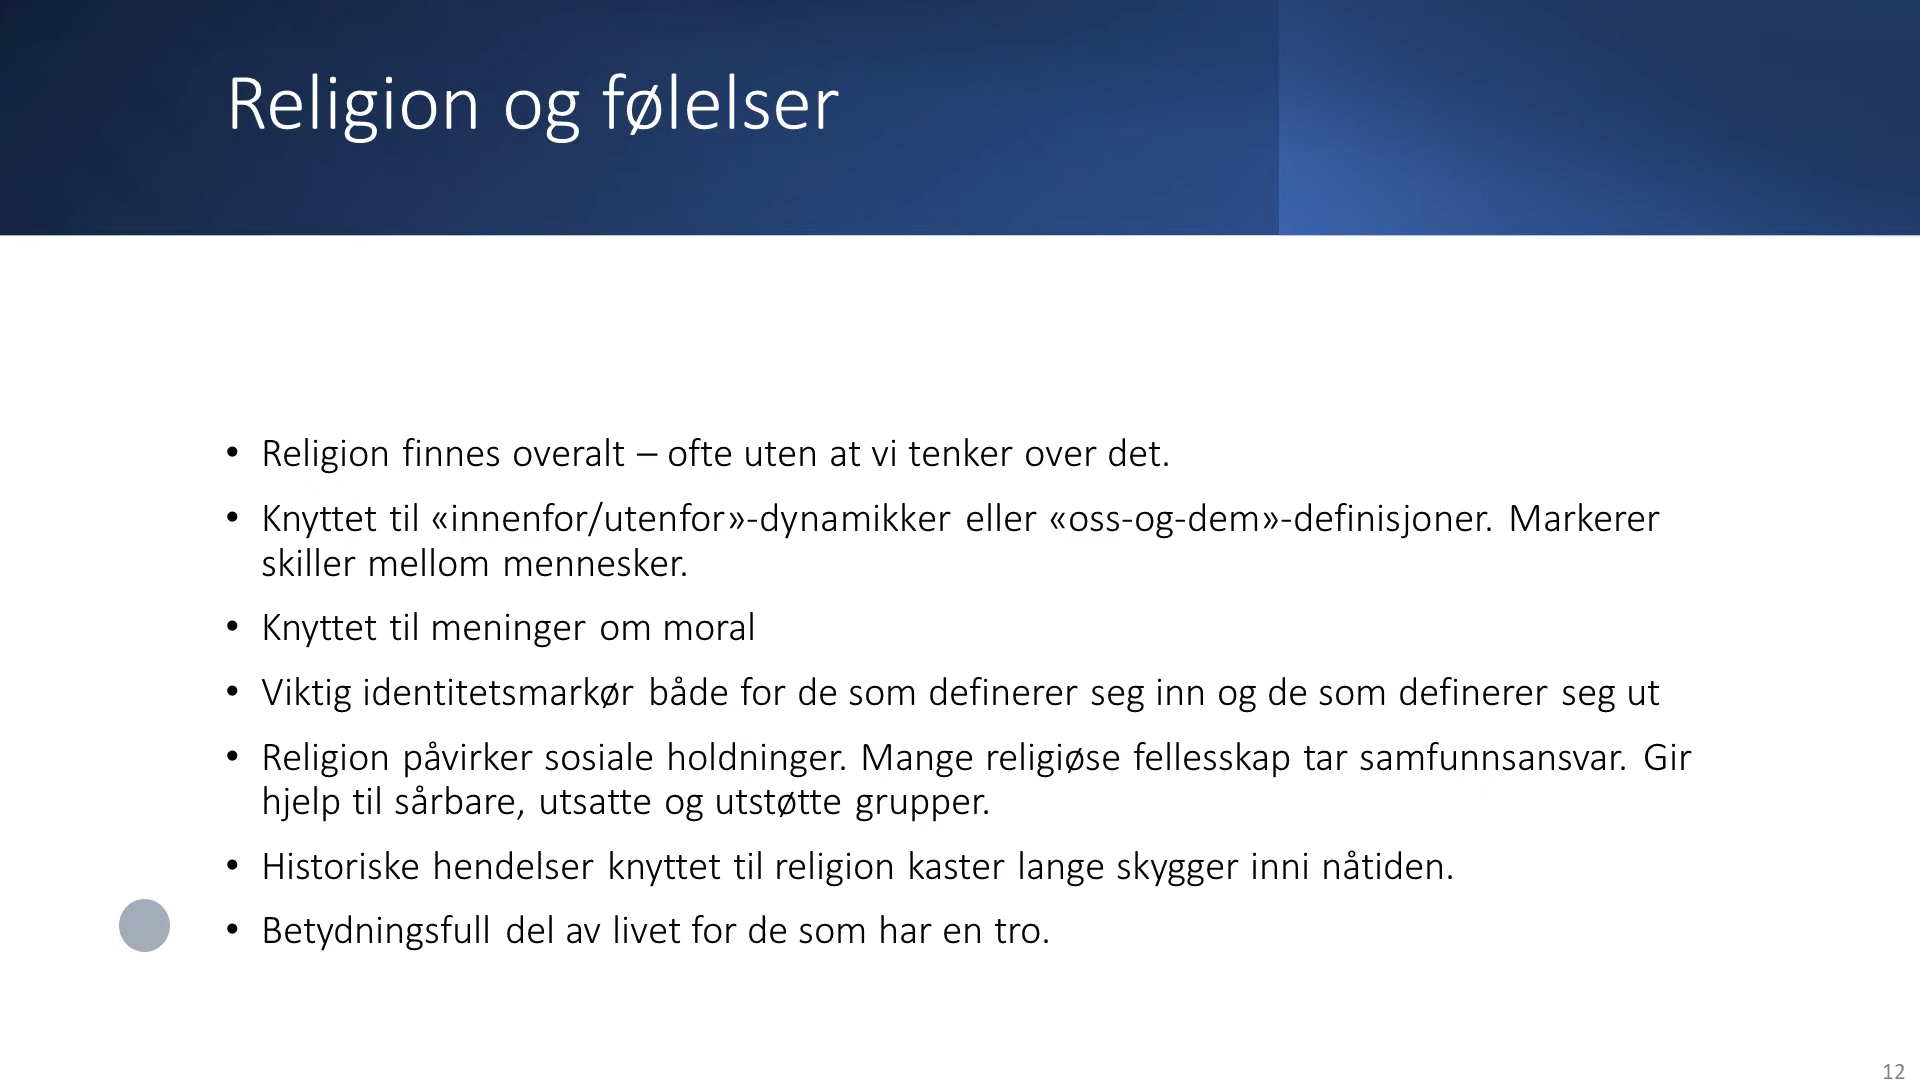 Religion og følelser
• Religion finnes overalt – ofte uten at vi tenker over det.
• Knyttet til «innenfor/utenfor»-dynamikker eller «oss-og-dem»-definisjoner. Markerer
skiller mellom mennesker.
• Knyttet til meninger om moral
• Viktig identitetsmarkør både for de som definerer seg inn og de som definerer seg ut
• Religion påvirker sosiale holdninger. Mange religiøse fellesskap tar samfunnsansvar. Gir
hjelp til sårbare, utsatte og utstøtte grupper.
• Historiske hendelser knyttet til religion kaster lange skygger inni nåtiden.
• Betydningsfull del av livet for de som har en tro.
12